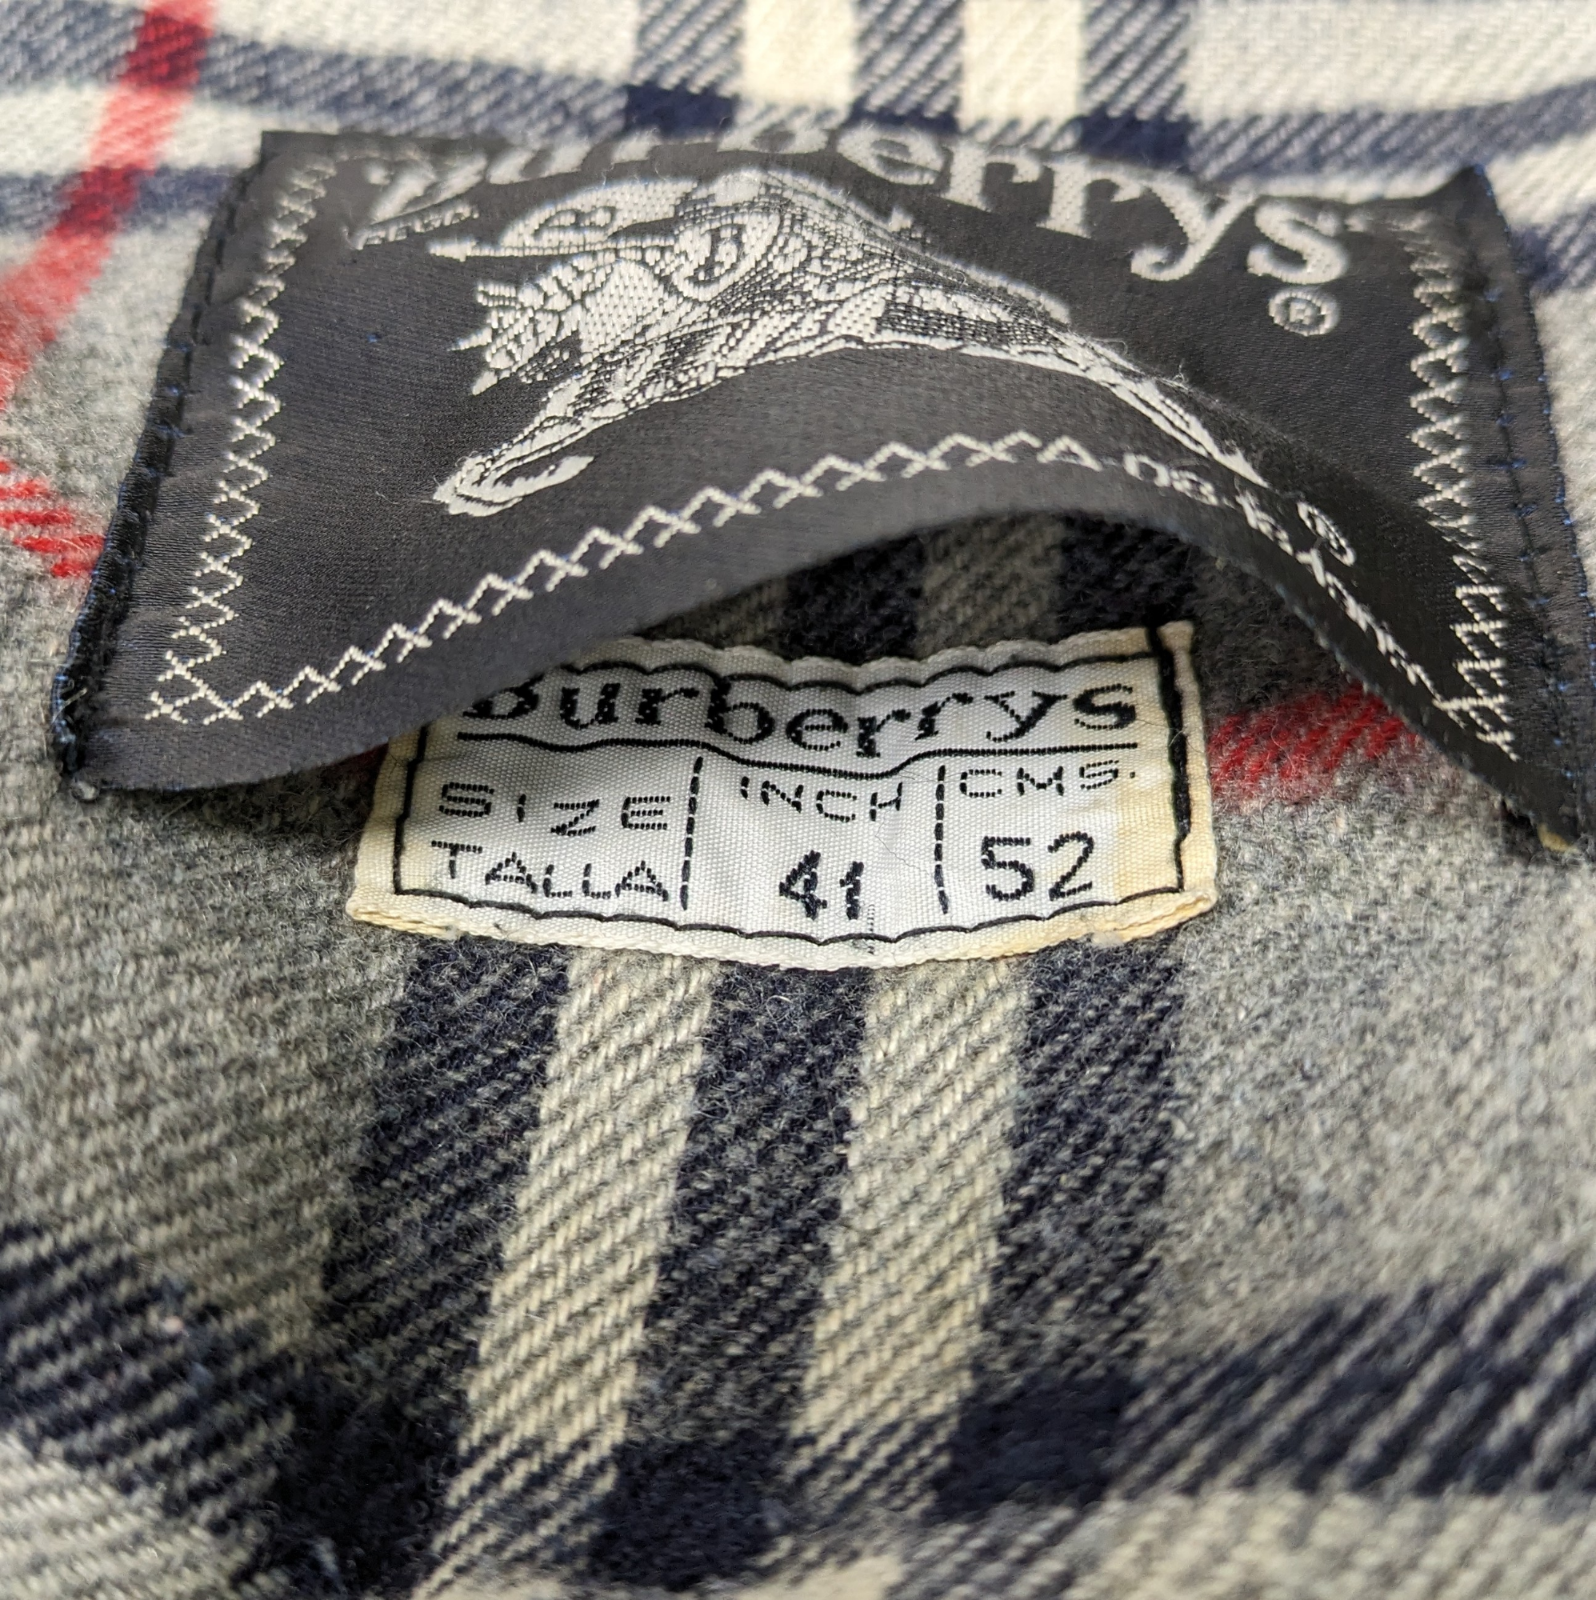 Burberrys
®
Burberrys
SIZE INCH CMS.
TALLA 41 52